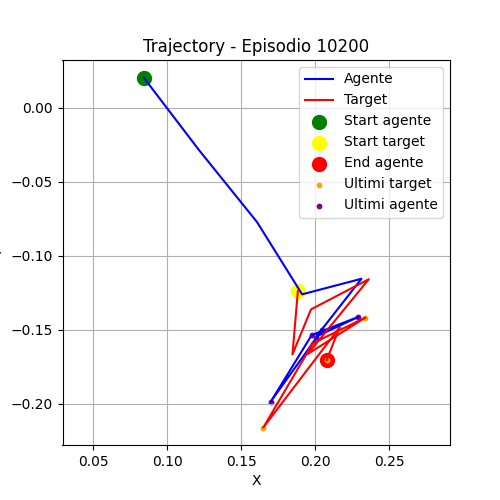 Trajectory - Episodio 10200
Agente
Target
Start agente
Start target
End agente
Ultimi target
Ultimi agente
0.00
−0.05
−0.10
−0.15
−0.20
0.05
0.10
0.15
0.20
0.25
X